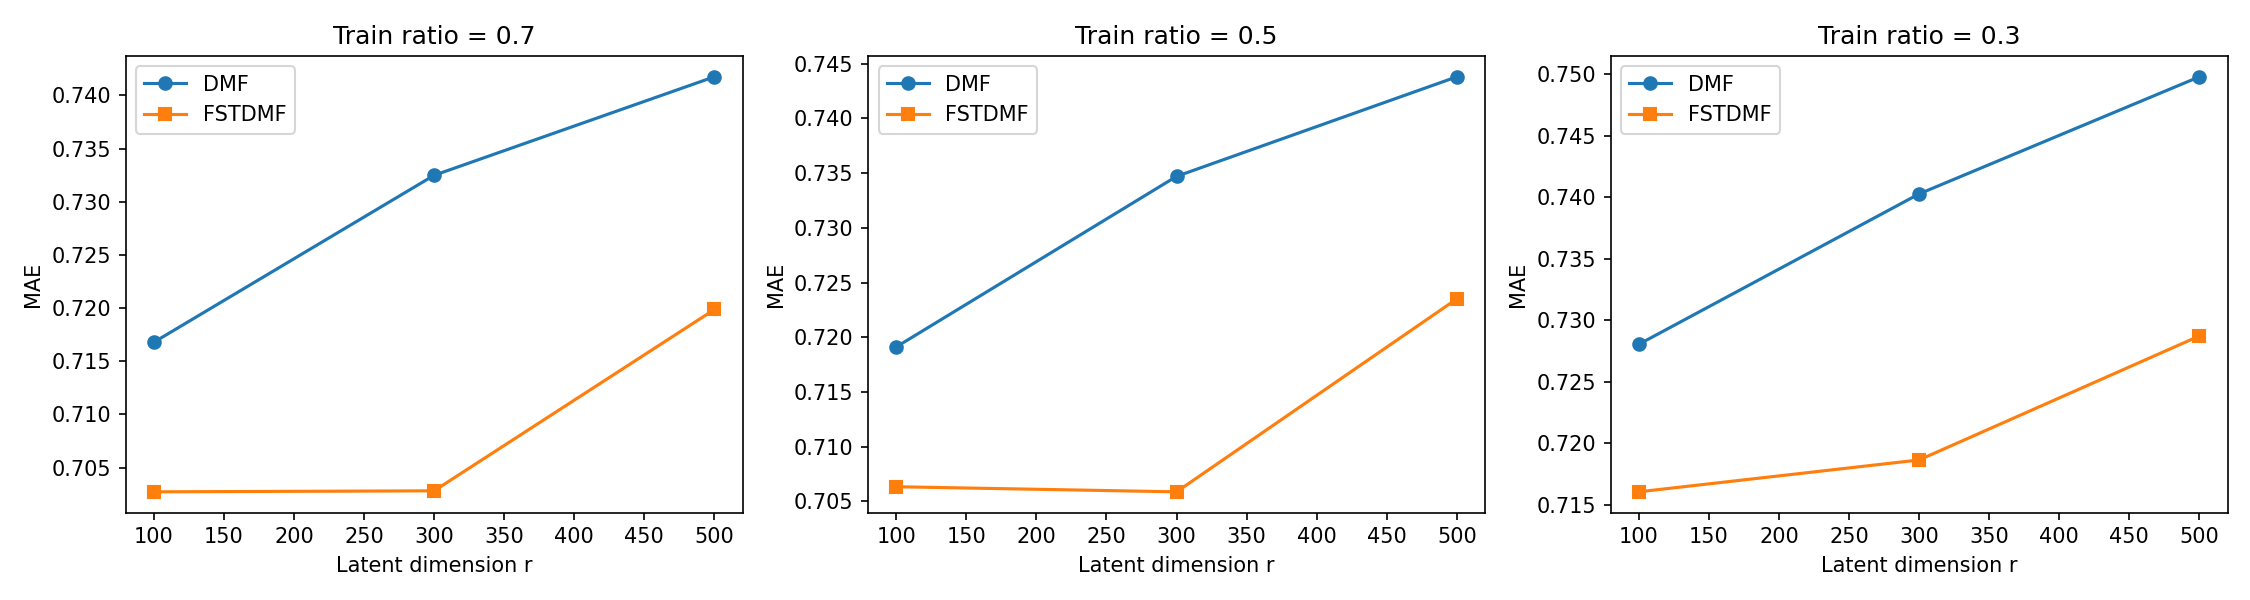 Train ratio = 0.7
DMF
FSTDMF
0.740
0.735
0.730
0.725
0.720
0.715
0.710
0.705
MAE
100 150 200 250 300 350 400 450 500
Latent dimension r
Train ratio = 0.5
DMF
FSTDMF
0.745
0.740
0.735
0.730
0.725
0.720
0.715
0.710
0.705
MAE
100 150 200 250 300 350 400 450 500
Latent dimension r
Train ratio = 0.3
DMF
FSTDMF
0.750
0.745
0.740
0.735
0.730
0.725
0.720
0.715
MAE
100 150 200 250 300 350 400 450 500
Latent dimension r